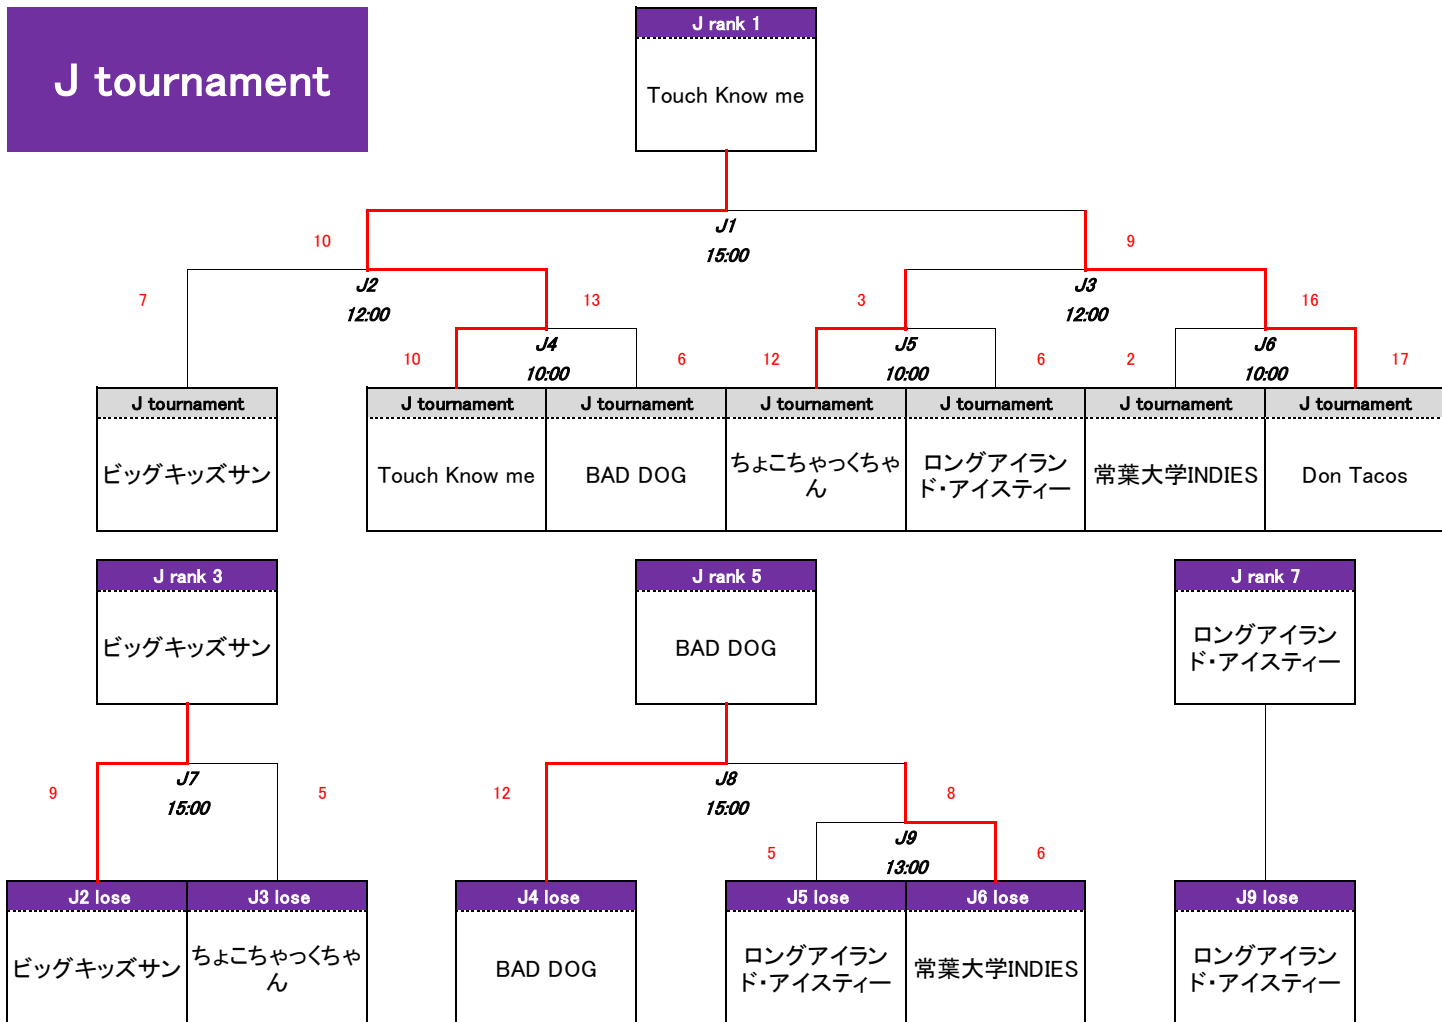 J tournament
J rank 1
Touch Know me
J1
10
9
15:00
J2
J3
7
13
3
16
12:00
12:00
J4
J5
J6
10
6
12
6
2
17
10:00
10:00
10:00
J tournament
J tournament
J tournament
J tournament
J tournament
J tournament
J tournament
ビッグキッズサン
Touch Know me
BAD DOG
ちょこちゃっくちゃ
ん
ロングアイラン
ド・アイスティー
常葉大学INDIES
Don Tacos
J rank 3
J rank 5
J rank 7
ビッグキッズサン
BAD DOG
ロングアイラン
ド・アイスティー
J7
J8
9
5
12
8
15:00
15:00
J9
5
6
13:00
J2 lose
J3 lose
J4 lose
J5 lose
J6 lose
J9 lose
ビッグキッズサン
ちょこちゃっくちゃ
ん
BAD DOG
ロングアイラン
ド・アイスティー
常葉大学INDIES
ロングアイラン
ド・アイスティー